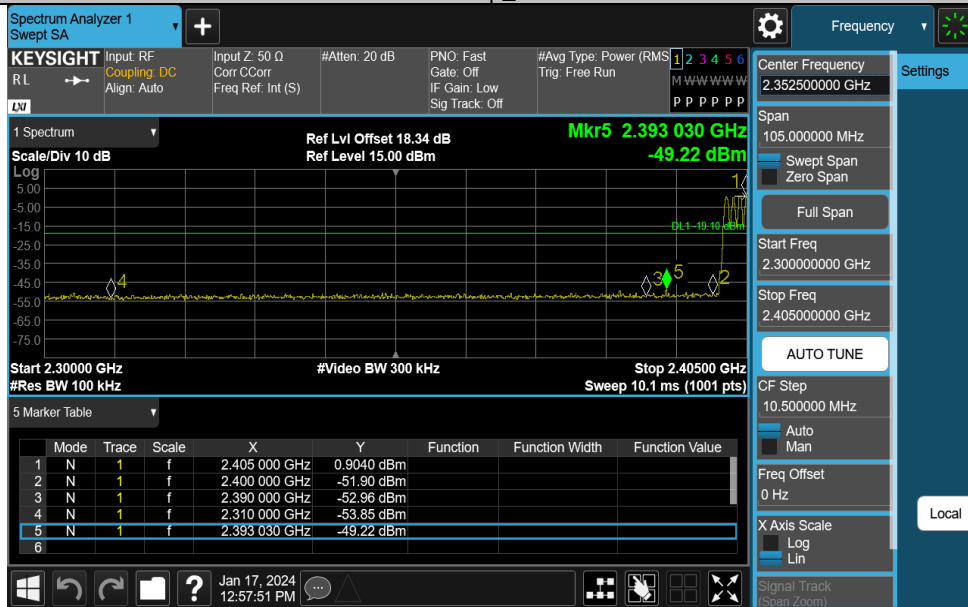 Spectrum Analyzer 1
Swept SA
+
Frequency
KEYSIGHT
RL
LXI
Input: RF
Coupling: DC
Align: Auto
Input Z: 50 Ω
Corr CCorr
Freq Ref: Int (S)
#Atten: 20 dB
PNO: Fast
Gate: Off
IF Gain: Low
Sig Track: Off
#Avg Type: Power (RMS
Trig: Free Run
1 2 3 4 5 6
M W W W W W
P P P P P P
1 Spectrum
Scale/Div 10 dB
Log
Ref Lvl Offset 18.34 dB
Ref Level 15.00 dBm
Mkr5 2.393 030 GHz
-49.22 dBm
5.00
-5.00
-15.0
-25.0
-35.0
-45.0
-55.0
-65.0
-75.0
1
DL1 -19.10 dBm
4
3
5
2
Start 2.30000 GHz
#Video BW 300 kHz
Stop 2.40500 GHz
#Res BW 100 kHz
Sweep 10.1 ms (1001 pts)
5 Marker Table
Mode Trace Scale X Y Function Function Width Function Value
1 N 1 f 2.405 000 GHz 0.9040 dBm
2 N 1 f 2.400 000 GHz -51.90 dBm
3 N 1 f 2.390 000 GHz -52.96 dBm
4 N 1 f 2.310 000 GHz -53.85 dBm
5 N 1 f 2.393 030 GHz -49.22 dBm
6
?
Jan 17, 2024
12:57:51 PM
Center Frequency
2.352500000 GHz
Span
105.000000 MHz
Swept Span
Zero Span
Full Span
Start Freq
2.300000000 GHz
Stop Freq
2.405000000 GHz
AUTO TUNE
CF Step
10.500000 MHz
Auto
Man
Freq Offset
0 Hz
X Axis Scale
Log
Lin
Signal Track
(Span Zoom)
Settings
Local